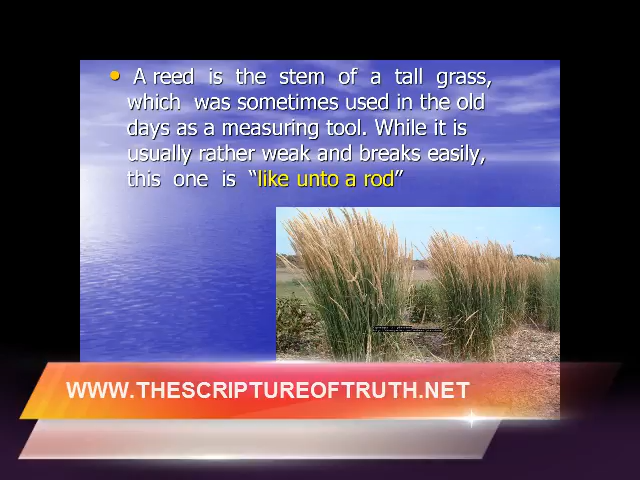 • A reed is the stem of a tall grass,
which was sometimes used in the old
days as a measuring tool. While it is
usually rather weak and breaks easily,
this one is “like unto a rod”
WWW.THESCRIPTUREOFTRUTH.NET